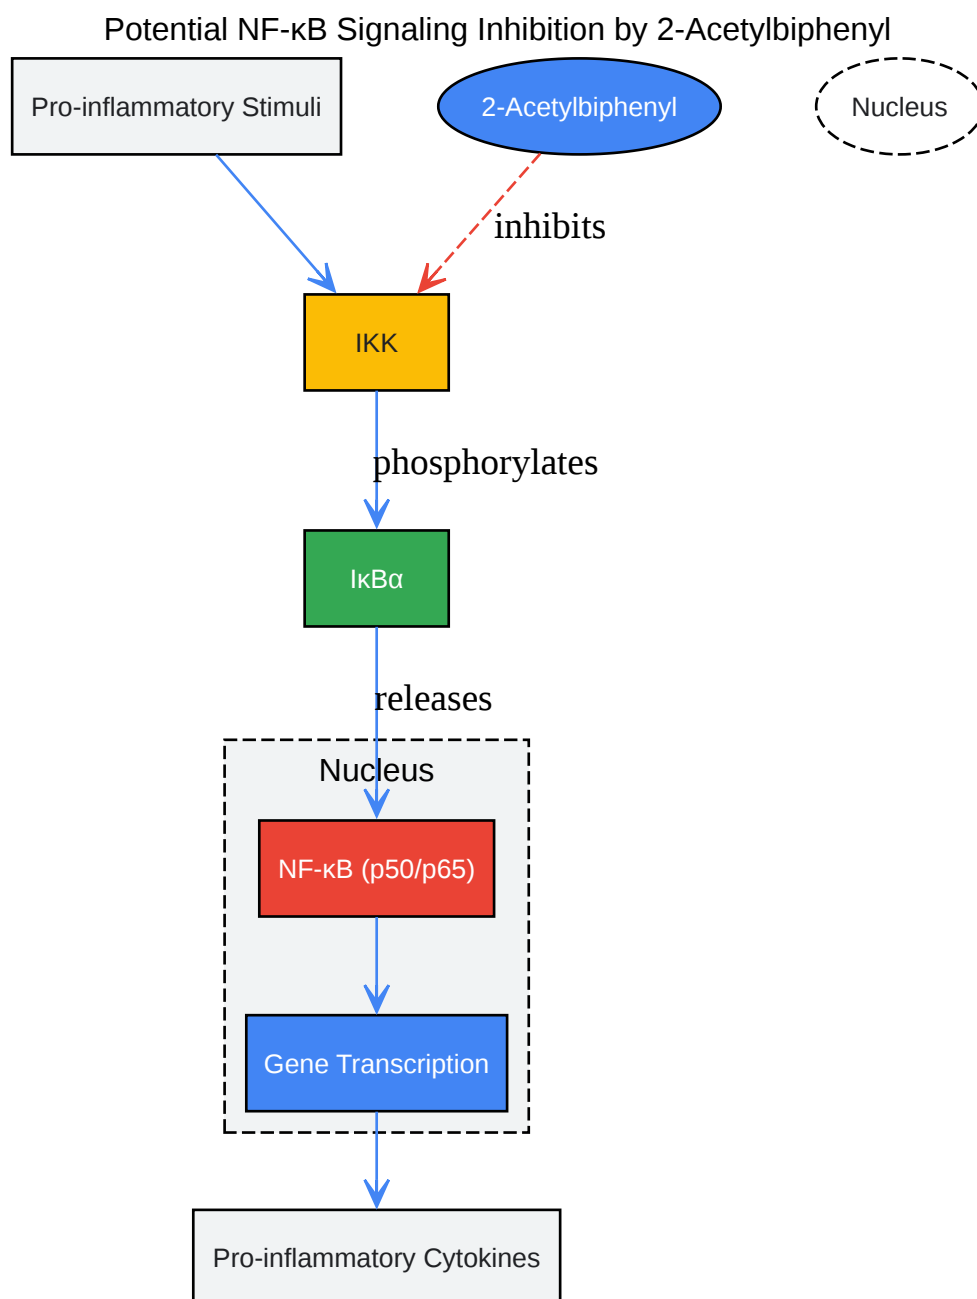 Potential NF-κB Signaling Inhibition by 2-Acetylbiphenyl
Pro-inflammatory Stimuli
2-Acetylbiphenyl
Nucleus
inhibits
IKK
phosphorylates
IκBα
releases
Nucleus
NF-κB (p50/p65)
Gene Transcription
Pro-inflammatory Cytokines